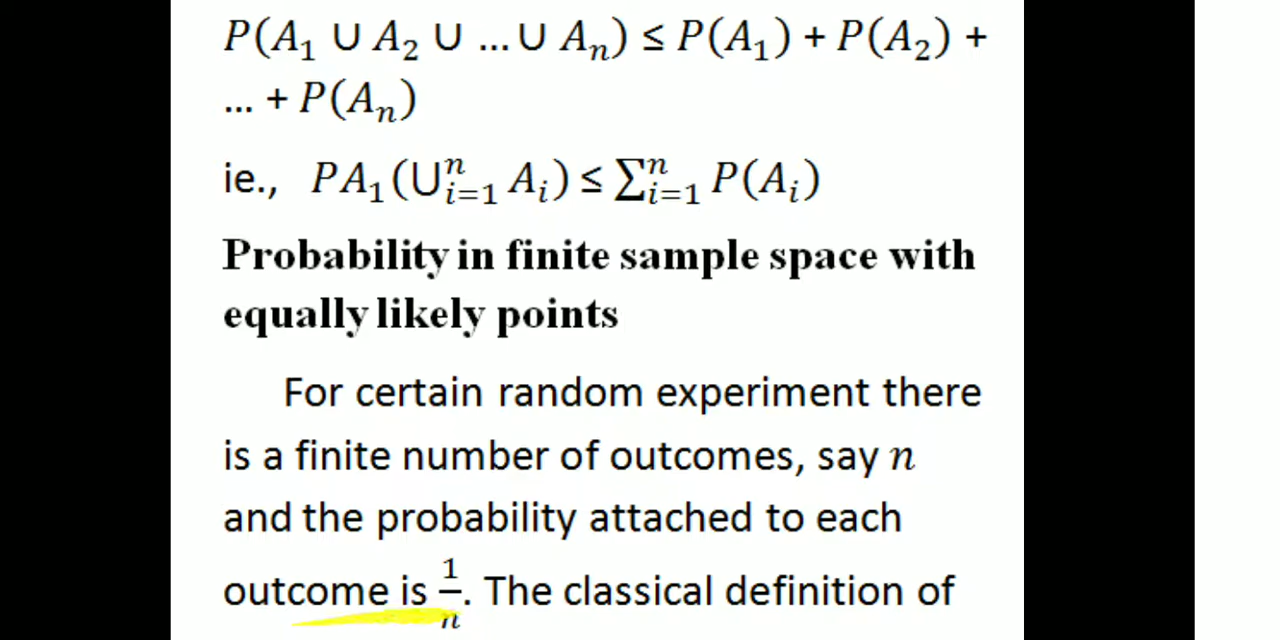 P(A₁ ∪ A₂ ∪ ... ∪ Aₙ) ≤ P(A₁) + P(A₂) +
... + P(Aₙ)
ie., PA₁(⋃ⁿᵢ₌₁ Aᵢ) ≤ ∑ⁿᵢ₌₁ P(Aᵢ)
Probability in finite sample space with
equally likely points
For certain random experiment there
is a finite number of outcomes, say n
and the probability attached to each
outcome is 1/n. The classical definition of